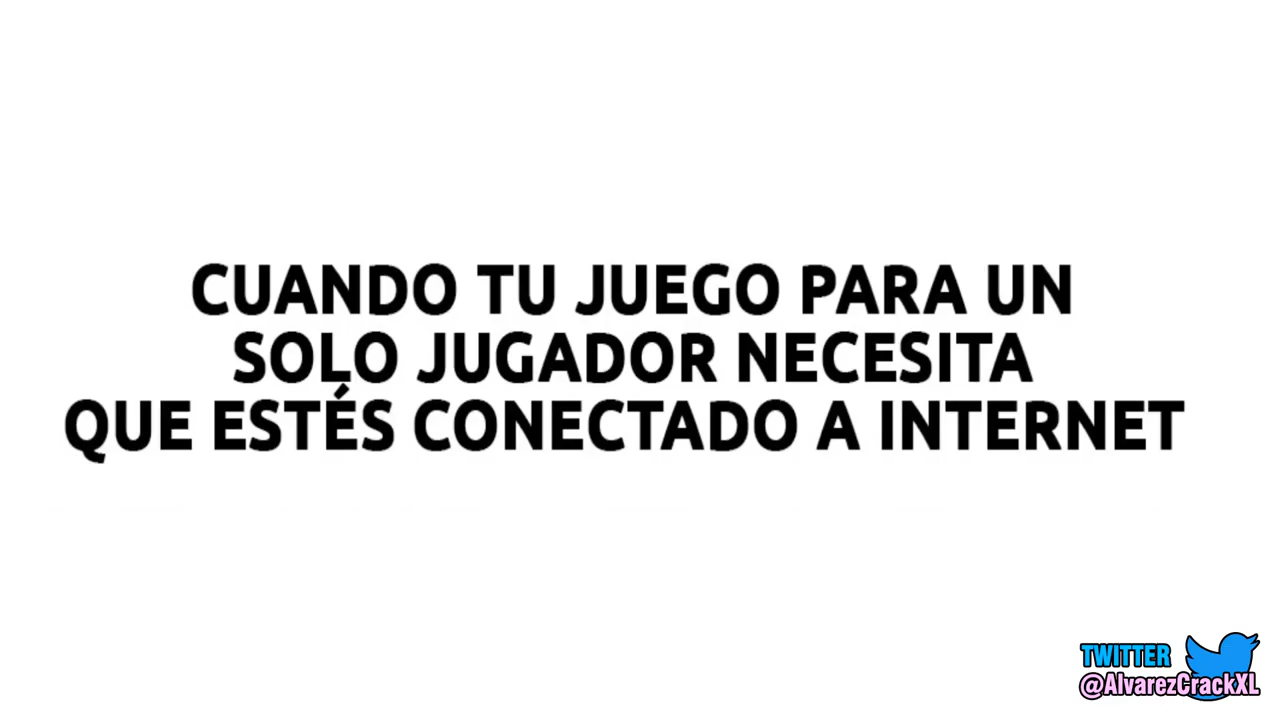 CUANDO TU JUEGO PARA UN
SOLO JUGADOR NECESITA
QUE ESTÉS CONECTADO A INTERNET
TWITTER
@AlvarezCrackXL